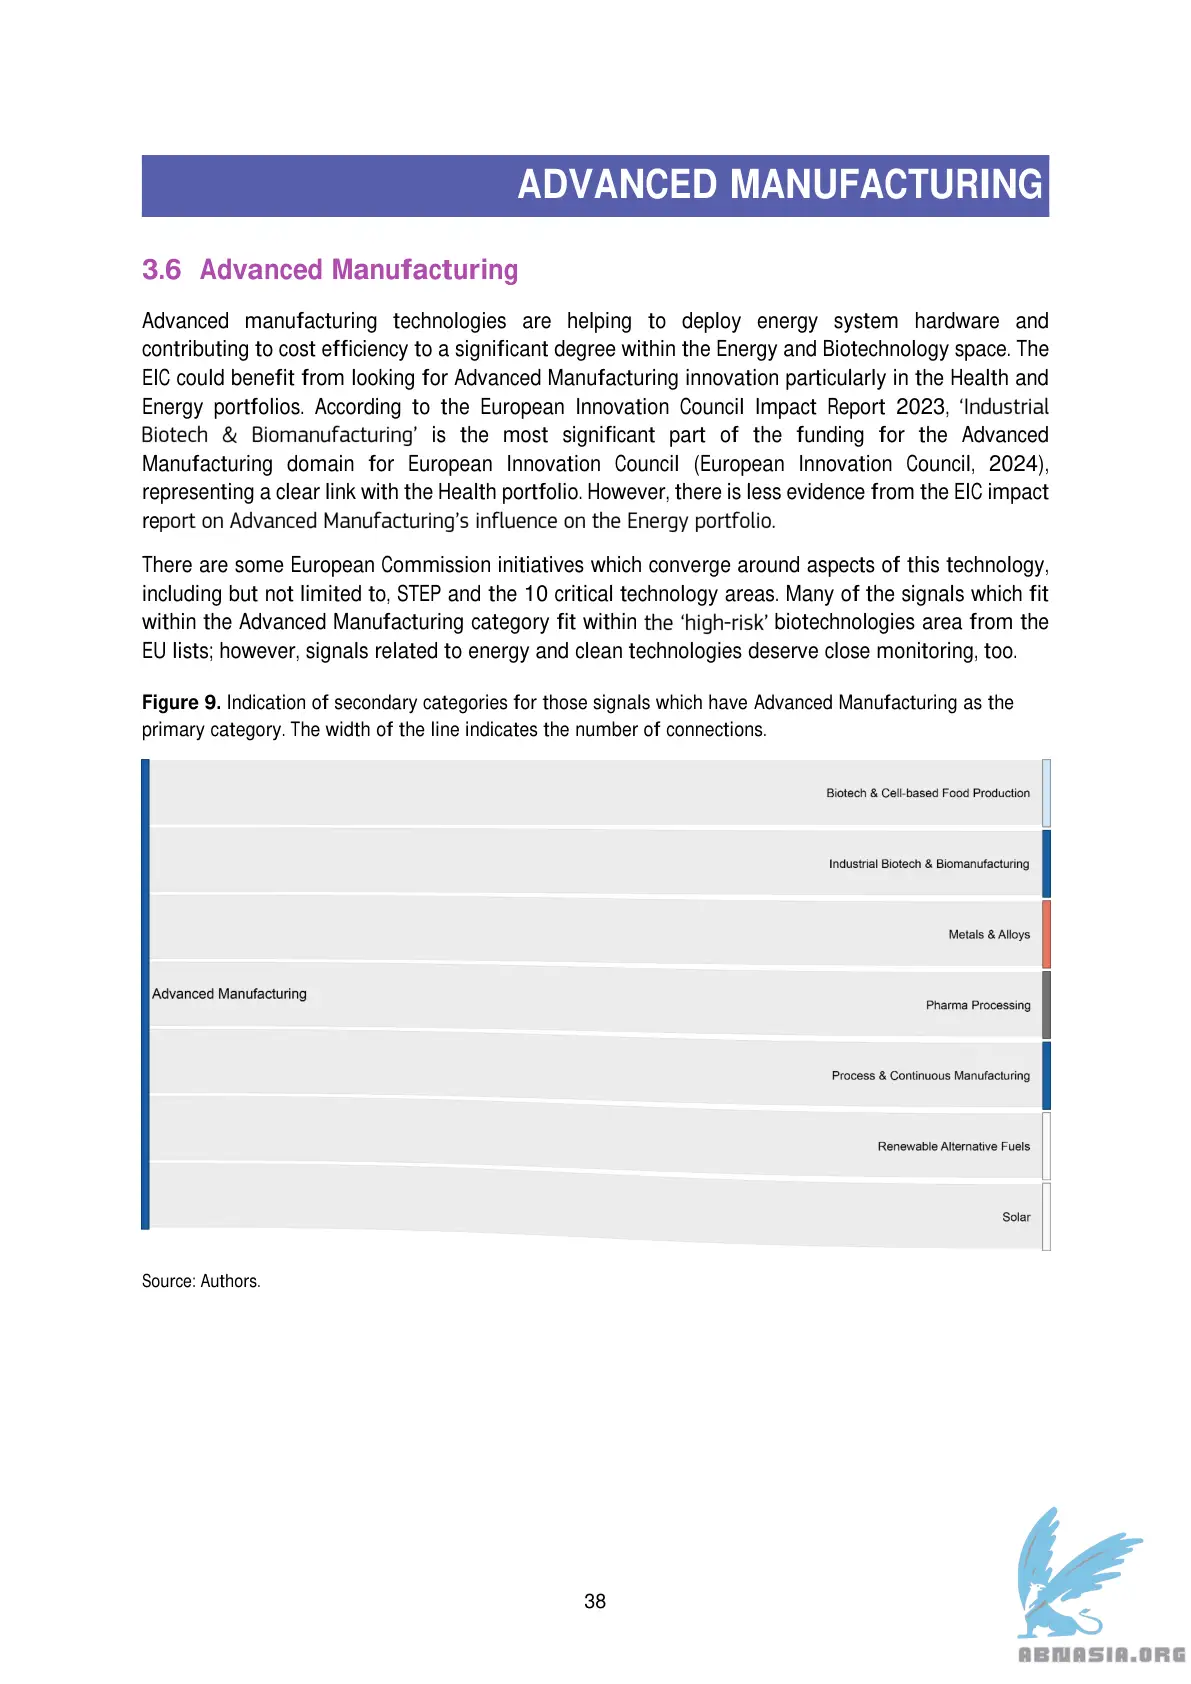 ADVANCED MANUFACTURING
3.6 Advanced Manufacturing
Advanced manufacturing technologies are helping to deploy energy system hardware and
contributing to cost efficiency to a significant degree within the Energy and Biotechnology space. The
EIC could benefit from looking for Advanced Manufacturing innovation particularly in the Health and
Energy portfolios. According to the European Innovation Council Impact Report 2023, ‘Industrial
Biotech & Biomanufacturing’ is the most significant part of the funding for the Advanced
Manufacturing domain for European Innovation Council (European Innovation Council, 2024),
representing a clear link with the Health portfolio. However, there is less evidence from the EIC impact
report on Advanced Manufacturing’s influence on the Energy portfolio.
There are some European Commission initiatives which converge around aspects of this technology,
including but not limited to, STEP and the 10 critical technology areas. Many of the signals which fit
within the Advanced Manufacturing category fit within the ‘high-risk’ biotechnologies area from the
EU lists; however, signals related to energy and clean technologies deserve close monitoring, too.
Figure 9. Indication of secondary categories for those signals which have Advanced Manufacturing as the
primary category. The width of the line indicates the number of connections.
Biotech & Cell-based Food Production
Industrial Biotech & Biomanufacturing
Metals & Alloys
Advanced Manufacturing
Pharma Processing
Process & Continuous Manufacturing
Renewable Alternative Fuels
Solar
Source: Authors.
38
ABNASIA.ORG